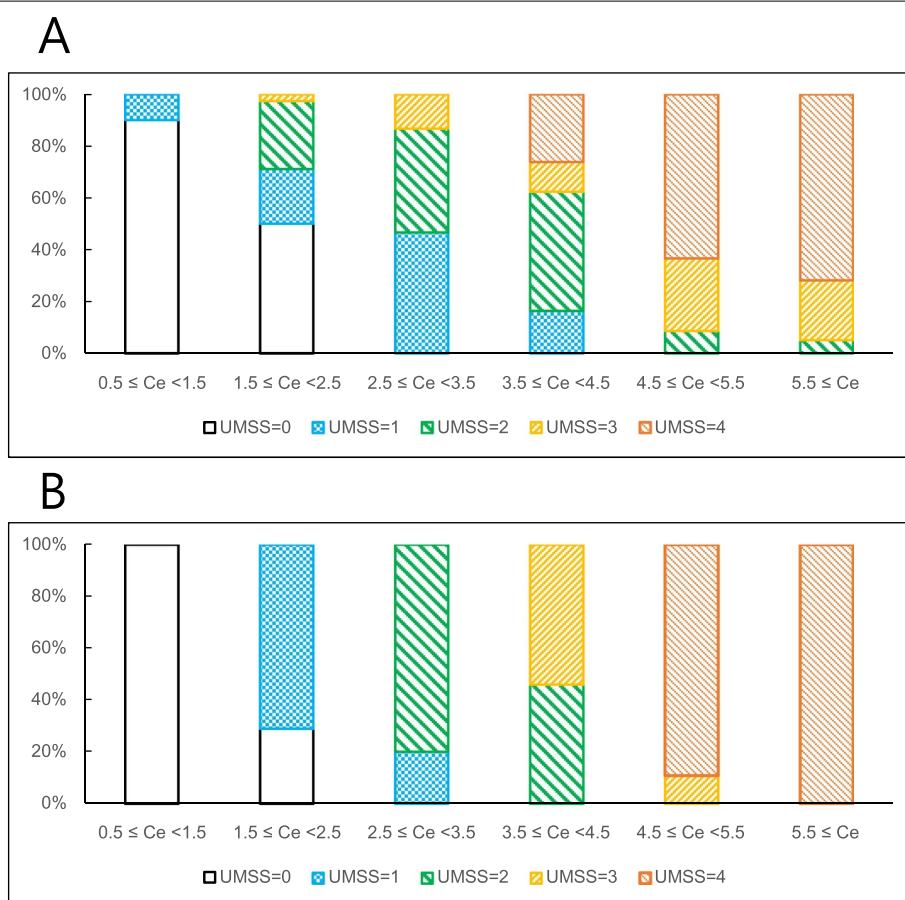 A
100%
80%
60%
40%
20%
0%
0.5 ≤ Ce <1.5 1.5 ≤ Ce <2.5 2.5 ≤ Ce <3.5 3.5 ≤ Ce <4.5 4.5 ≤ Ce <5.5 5.5 ≤ Ce
UMSS=0 UMSS=1 UMSS=2 UMSS=3 UMSS=4
B
100%
80%
60%
40%
20%
0%
0.5 ≤ Ce <1.5 1.5 ≤ Ce <2.5 2.5 ≤ Ce <3.5 3.5 ≤ Ce <4.5 4.5 ≤ Ce <5.5 5.5 ≤ Ce
UMSS=0 UMSS=1 UMSS=2 UMSS=3 UMSS=4